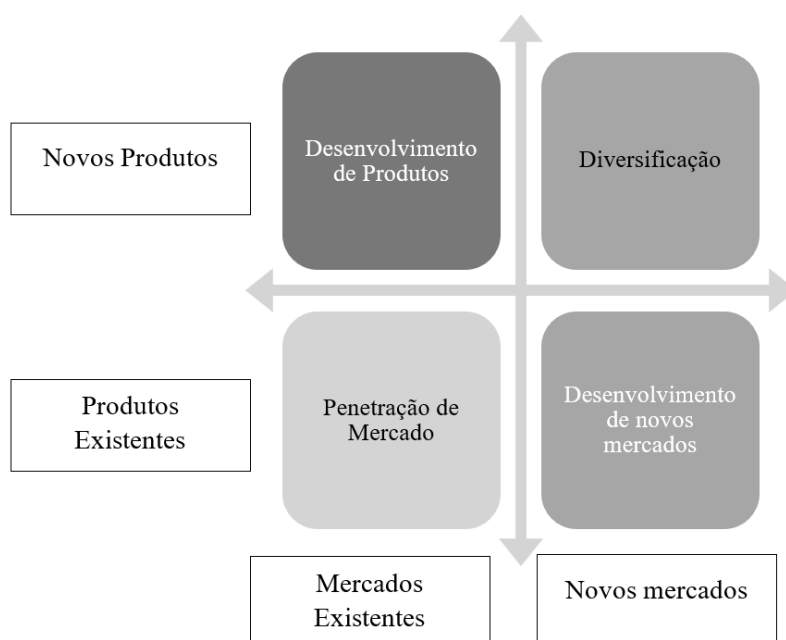 Novos Produtos
Desenvolvimento
de Produtos
Diversificação
Produtos
Existentes
Penetração de
Mercado
Desenvolvimento
de novos
mercados
Mercados
Existentes
Novos mercados